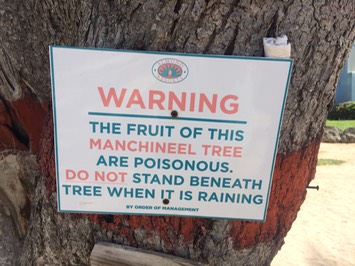 WARNING
THE FRUIT OF THIS
MANCHINEEL TREE
ARE POISONOUS.
DO NOT STAND BENEATH
TREE WHEN IT IS RAINING
BY ORDER OF MANAGEMENT